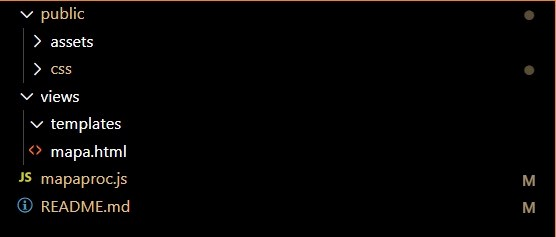 public
assets
css
views
templates
<> mapa.html
JS mapaproc.js M
README.md M